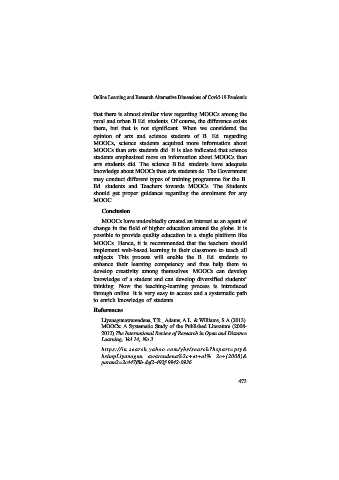 Online Learning and Research Alternative Dimensions of Covid-19 Pandemic
that there is almost similar view regarding MOOCs among the
rural and urban B. Ed. students. Of course, the difference exists
there, but that is not significant. When we considered the
opinion of arts and science students of B. Ed. regarding
MOOCs, science students acquired more information about
MOOCs than arts students did. It is also indicated that science
students emphasized more on information about MOOCs than
arts students did. The science B.Ed. students have adequate
knowledge about MOOCs than arts students do. The Government
may conduct different types of training programme for the B.
Ed. students and Teachers towards MOOCs. The Students
should get proper guidance regarding the enrolment for any
MOOC.
Conclusion
MOOCs have undoubtedly created an interest as an agent of
change in the field of higher education around the globe. It is
possible to provide quality education in a single platform like
MOOCs. Hence, it is recommended that the teachers should
implement web-based learning in their classroom to teach all
subjects. This process will enable the B. Ed. students to
enhance their learning competency and thus help them to
develop creativity among themselves. MOOCs can develop
knowledge of a student and can develop diversified students'
thinking. Now the teaching-learning process is introduced
through online. It is very easy to access and a systematic path
to enrich knowledge of students.
References
Liyanagunawardena, T.R., Adams, A.L. & Williams, S.A.(2013).
MOOCs: A Systematic Study of the Published Literature (2008-
2012).The International Review of Research in Open and Distance
Learning, Vol 14, No 3
https://in.search.yahoo.com/yhs/search?hspart=pty&